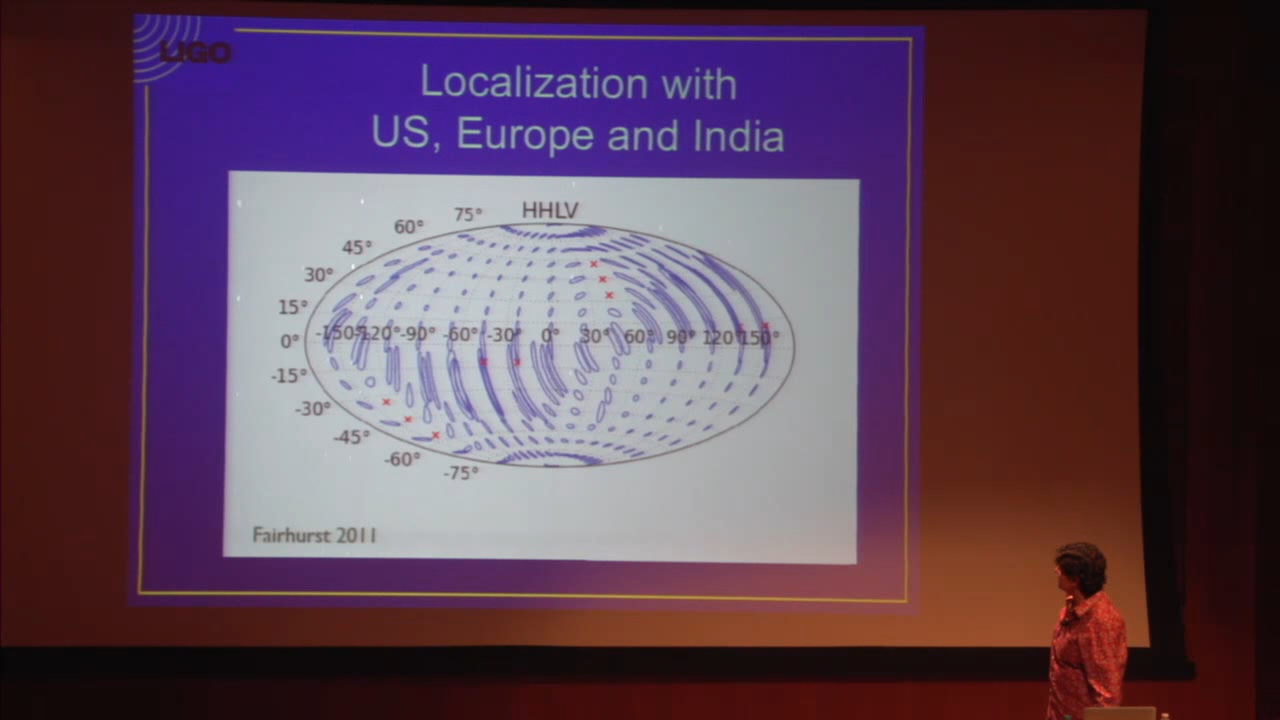 LIGO
Localization with
US, Europe and India
HHLV
75°
60°
45°
30°
15°
0°
-150° -120° -90° -60° -30° 0° 30° 60° 90° 120° 150°
-15°
-30°
-45°
-60°
-75°
Fairhurst 2011